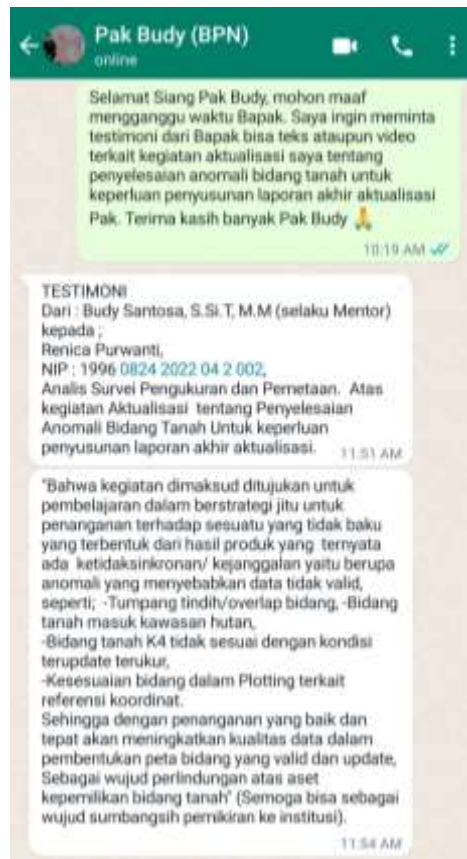 Pak Budy (BPN)
online
Selamat Siang Pak Budy, mohon maaf
mengganggu waktu Bapak. Saya ingin meminta
testimoni dari Bapak bisa teks ataupun video
terkait kegiatan aktualisasi saya tentang
penyelesaian anomali bidang tanah untuk
keperluan penyusunan laporan akhir aktualisasi
Pak. Terima kasih banyak Pak Budy 🙏
10:19 AM
TESTIMONI
Dari : Budy Santosa, S.Si.T, M.M (selaku Mentor)
kepada ;
Renica Purwanti,
NIP : 1996 0824 2022 04 2 002,
Analis Survei Pengukuran dan Pemetaan. Atas
kegiatan Aktualisasi tentang Penyelesaian
Anomali Bidang Tanah Untuk keperluan
penyusunan laporan akhir aktualisasi.
11:51 AM
"Bahwa kegiatan dimaksud ditujukan untuk
pembelajaran dalam berstrategi jitu untuk
penanganan terhadap sesuatu yang tidak baku
yang terbentuk dari hasil produk yang ternyata
ada ketidaksinkronan/ kejanggalan yaitu berupa
anomali yang menyebabkan data tidak valid,
seperti; -Tumpang tindih/overlap bidang, -Bidang
tanah masuk kawasan hutan,
-Bidang tanah K4 tidak sesuai dengan kondisi
terupdate terukur,
-Kesesuaian bidang dalam Plotting terkait
referensi koordinat.
Sehingga dengan penanganan yang baik dan
tepat akan meningkatkan kualitas data dalam
pembentukan peta bidang yang valid dan update,
Sebagai wujud perlindungan atas aset
kepemilikan bidang tanah" (Semoga bisa sebagai
wujud sumbangsih pemikiran ke institusi).
11:54 AM